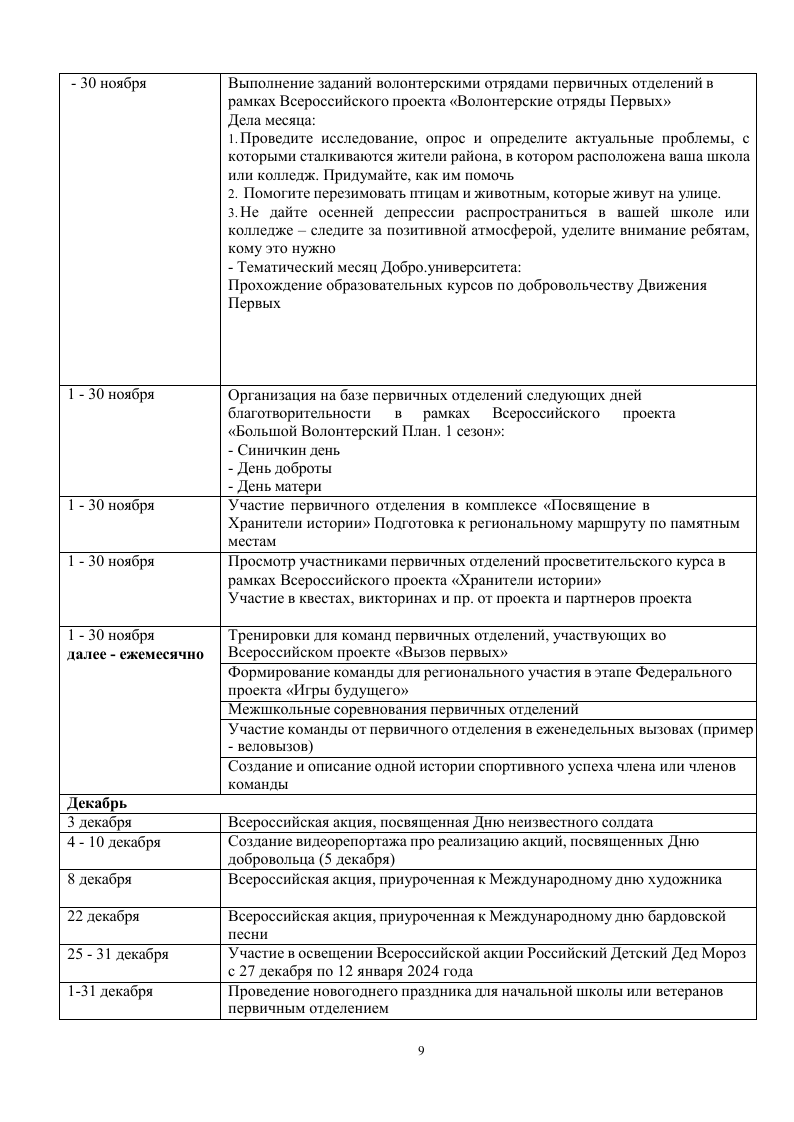 - 30 ноября
Выполнение заданий волонтерскими отрядами первичных отделений в
рамках Всероссийского проекта «Волонтерские отряды Первых»
Дела месяца:
1.Проведите исследование, опрос и определите актуальные проблемы, с
которыми сталкиваются жители района, в котором расположена ваша школа
или колледж. Придумайте, как им помочь
2. Помогите перезимовать птицам и животным, которые живут на улице.
3.Не дайте осенней депрессии распространиться в вашей школе или
колледже – следите за позитивной атмосферой, уделите внимание ребятам,
кому это нужно
- Тематический месяц Добро.университета:
Прохождение образовательных курсов по добровольчеству Движения
Первых
1 - 30 ноября
Организация на базе первичных отделений следующих дней
благотворительности в рамках Всероссийского проекта
«Большой Волонтерский План. 1 сезон»:
- Синичкин день
- День доброты
- День матери
1 - 30 ноября
Участие первичного отделения в комплексе «Посвящение в
Хранители истории» Подготовка к региональному маршруту по памятным
местам
1 - 30 ноября
Просмотр участниками первичных отделений просветительского курса в
рамках Всероссийского проекта «Хранители истории»
Участие в квестах, викторинах и пр. от проекта и партнеров проекта
1 - 30 ноября
далее - ежемесячно
Тренировки для команд первичных отделений, участвующих во
Всероссийском проекте «Вызов первых»
Формирование команды для регионального участия в этапе Федерального
проекта «Игры будущего»
Межшкольные соревнования первичных отделений
Участие команды от первичного отделения в еженедельных вызовах (пример
- веловызов)
Создание и описание одной истории спортивного успеха члена или членов
команды
Декабрь
3 декабря
Всероссийская акция, посвященная Дню неизвестного солдата
4 - 10 декабря
Создание видеорепортажа про реализацию акций, посвященных Дню
добровольца (5 декабря)
8 декабря
Всероссийская акция, приуроченная к Международному дню художника
22 декабря
Всероссийская акция, приуроченная к Международному дню бардовской
песни
25 - 31 декабря
Участие в освещении Всероссийской акции Российский Детский Дед Мороз
с 27 декабря по 12 января 2024 года
1-31 декабря
Проведение новогоднего праздника для начальной школы или ветеранов
первичным отделением
9